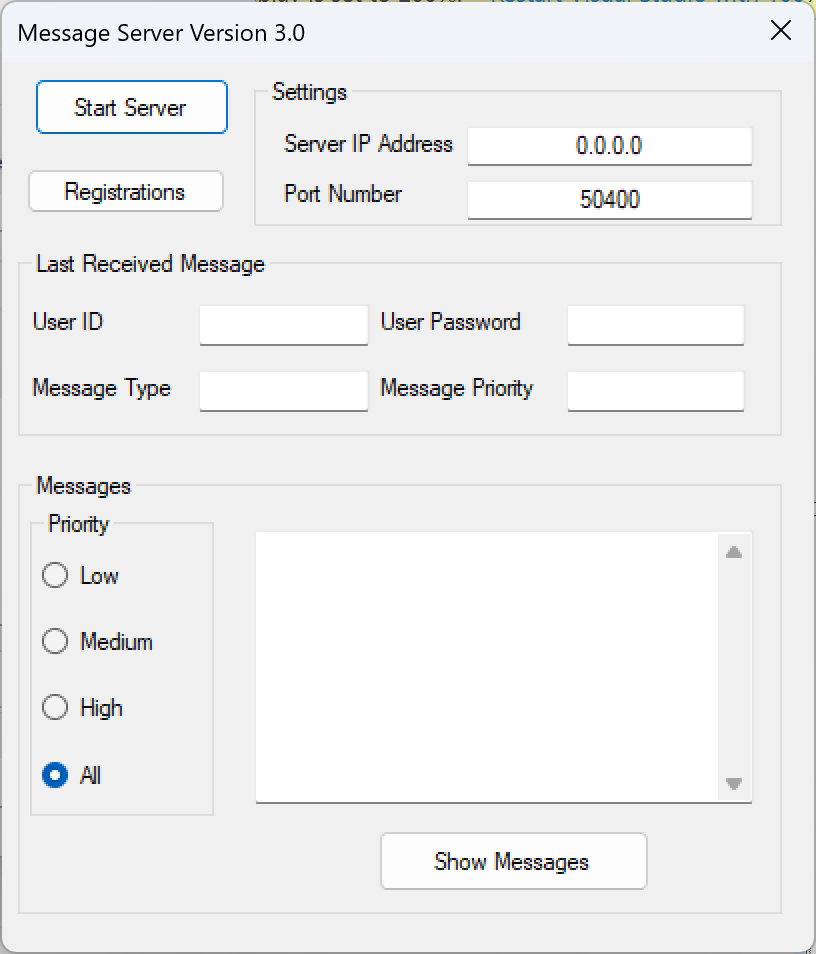 Message Server Version 3.0
Start Server
Settings
Server IP Address 0.0.0.0
Registrations
Port Number 50400
Last Received Message
User ID User Password
Message Type Message Priority
Messages
Priority
Low
Medium
High
All
Show Messages